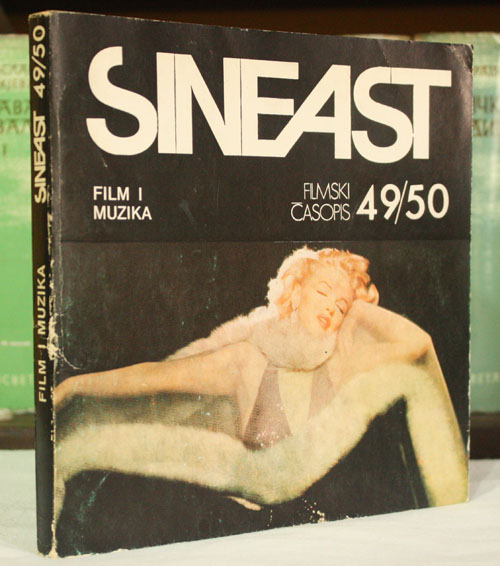 SINEAST
FILM I
MUZIKA
FILMSKI
ČASOPIS 49/50
FILM I MUZIKA SINEAST 49/50